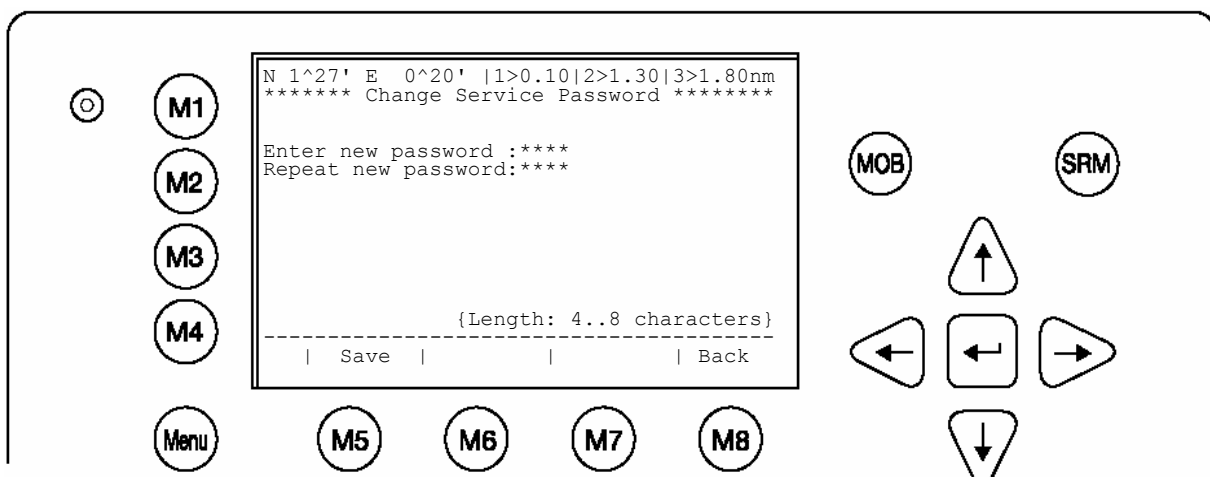 N 1^27' E  0^20' |1>0.10|2>1.30|3>1.80nm
******* Change Service Password ********
Enter new password :****
Repeat new password:****
{Length: 4..8 characters}
----------------------------------------
| Save | | | Back
M1
M2
M3
M4
Menu
M5
M6
M7
M8
MOB
SRM